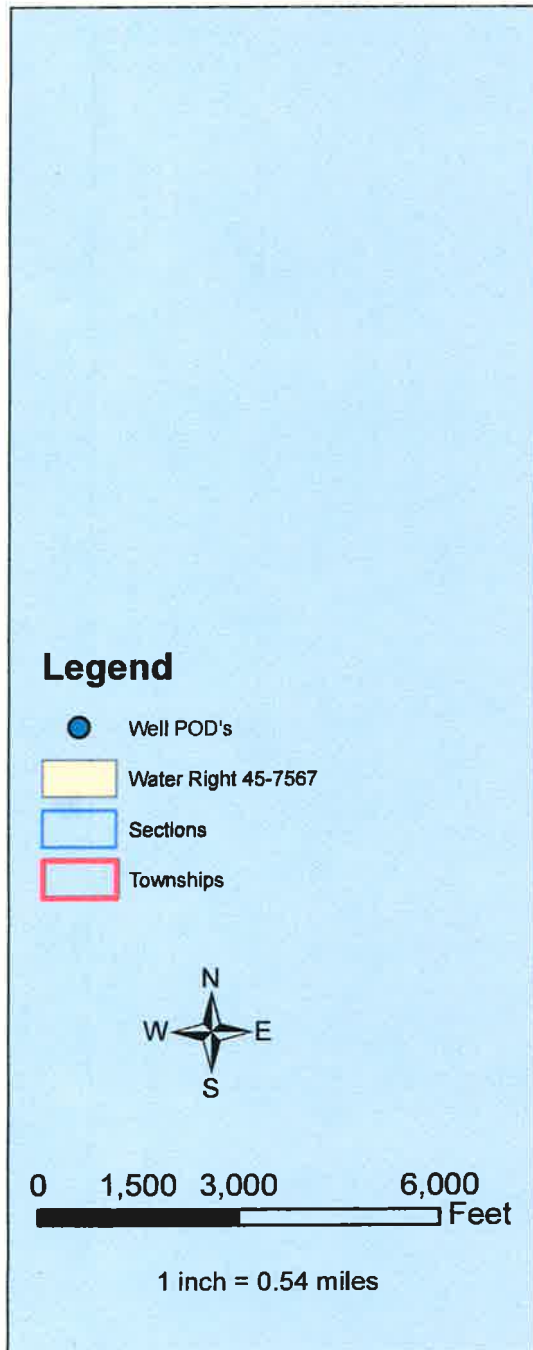 Legend
Well POD's
Water Right 45-7567
Sections
Townships
N
W E
S
0 1,500 3,000 6,000
Feet
1 inch = 0.54 miles